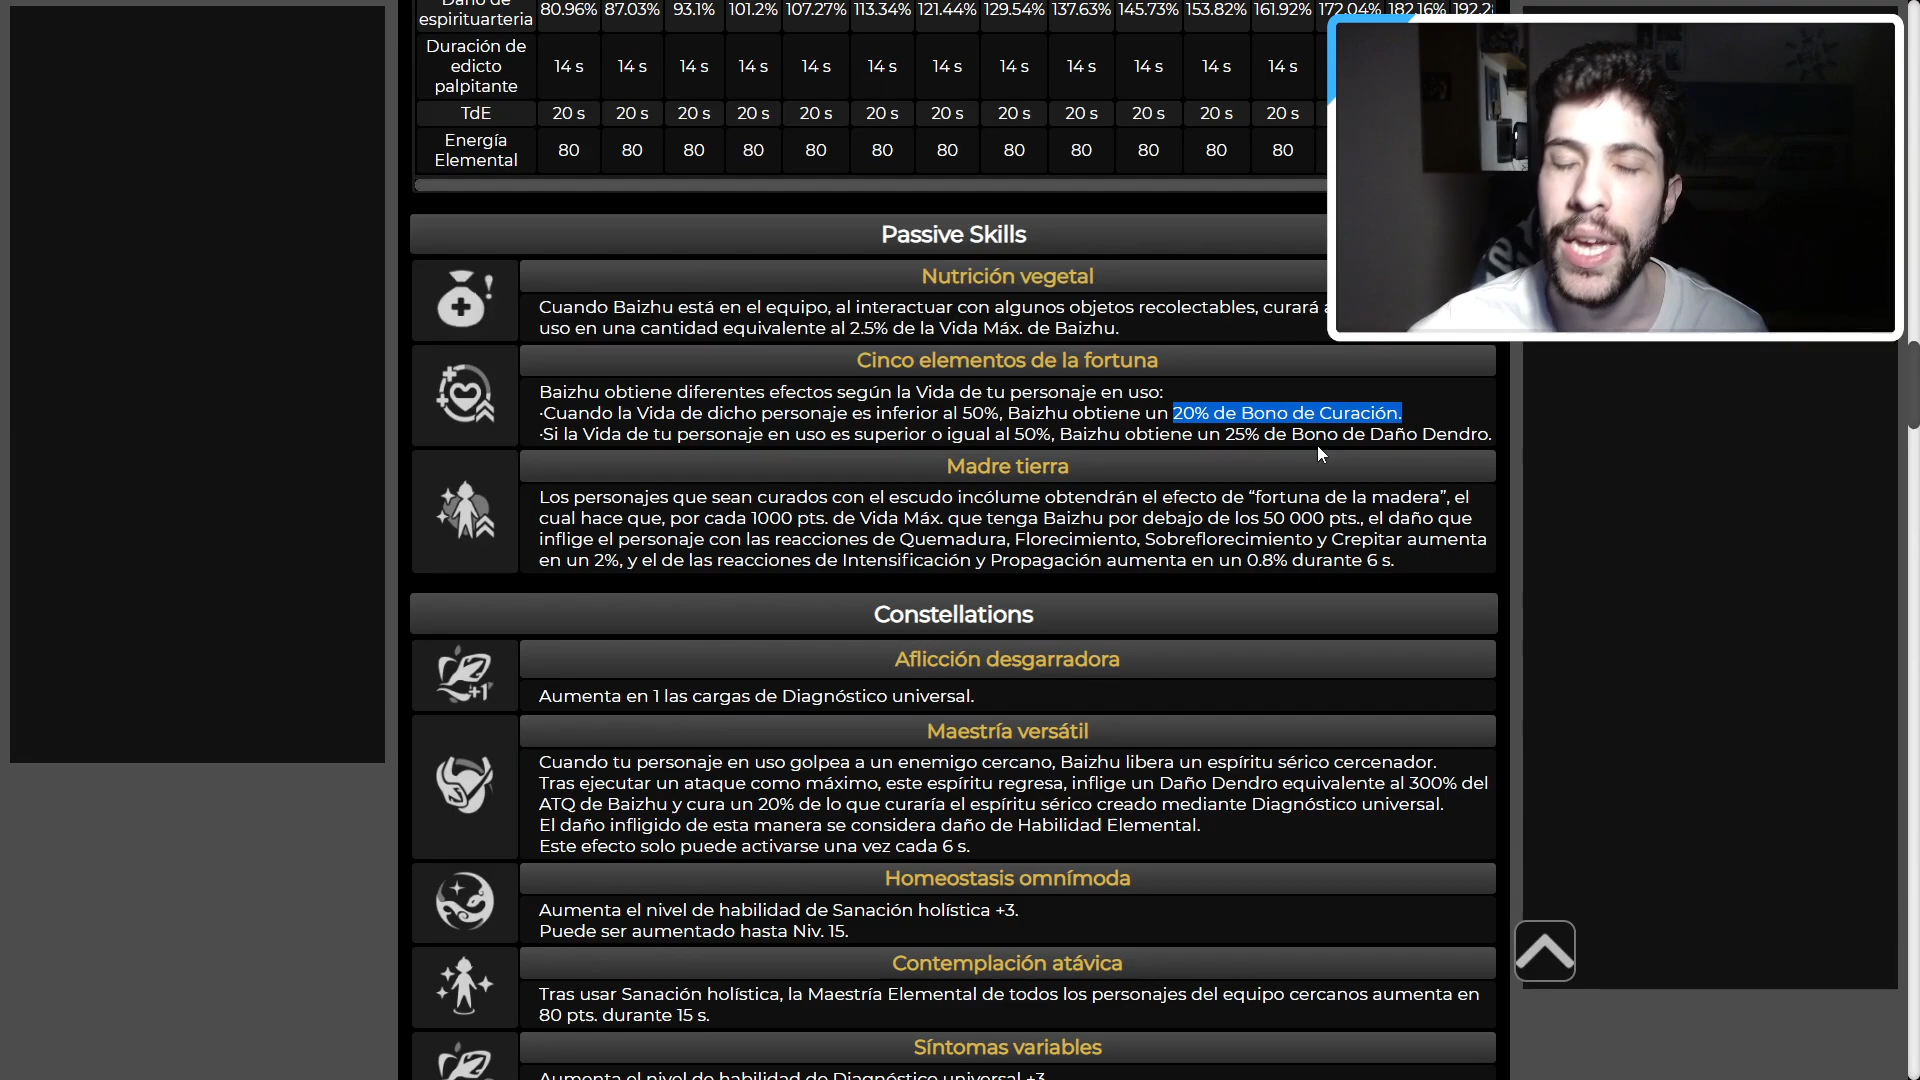 Daño de
espirituarteria 80.96% 87.03% 93.1% 101.2% 107.27% 113.34% 121.44% 129.54% 137.63% 145.73% 153.82% 161.92% 172.04% 182.16%
Duración de
edicto
palpitante
14 s 14 s 14 s 14 s 14 s 14 s 14 s 14 s 14 s 14 s 14 s 14 s
TdE 20 s 20 s 20 s 20 s 20 s 20 s 20 s 20 s 20 s 20 s 20 s 20 s
Energía
Elemental
80 80 80 80 80 80 80 80 80 80 80 80
Passive Skills
Nutrición vegetal
Cuando Baizhu está en el equipo, al interactuar con algunos objetos recolectables, curará
uso en una cantidad equivalente al 2.5% de la Vida Máx. de Baizhu.
Cinco elementos de la fortuna
Baizhu obtiene diferentes efectos según la Vida de tu personaje en uso:
·Cuando la Vida de dicho personaje es inferior al 50%, Baizhu obtiene un 20% de Bono de Curación.
·Si la Vida de tu personaje en uso es superior o igual al 50%, Baizhu obtiene un 25% de Bono de Daño Dendro.
Madre tierra
Los personajes que sean curados con el escudo incólume obtendrán el efecto de “fortuna de la madera”, el
cual hace que, por cada 1000 pts. de Vida Máx. que tenga Baizhu por debajo de los 50 000 pts., el daño que
inflige el personaje con las reacciones de Quemadura, Florecimiento, Sobreflorecimiento y Crepitar aumenta
en un 2%, y el de las reacciones de Intensificación y Propagación aumenta en un 0.8% durante 6 s.
Constellations
Aflicción desgarradora
Aumenta en 1 las cargas de Diagnóstico universal.
+1
Maestría versátil
Cuando tu personaje en uso golpea a un enemigo cercano, Baizhu libera un espíritu sérico cercenador.
Tras ejecutar un ataque como máximo, este espíritu regresa, inflige un Daño Dendro equivalente al 300% del
ATQ de Baizhu y cura un 20% de lo que curaría el espíritu sérico creado mediante Diagnóstico universal.
El daño infligido de esta manera se considera daño de Habilidad Elemental.
Este efecto solo puede activarse una vez cada 6 s.
Homeostasis omnímoda
Aumenta el nivel de habilidad de Sanación holística +3.
Puede ser aumentado hasta Niv. 15.
Contemplación atávica
Tras usar Sanación holística, la Maestría Elemental de todos los personajes del equipo cercanos aumenta en
80 pts. durante 15 s.
Síntomas variables
Aumenta el nivel de habilidad de Diagnóstico universal +3.